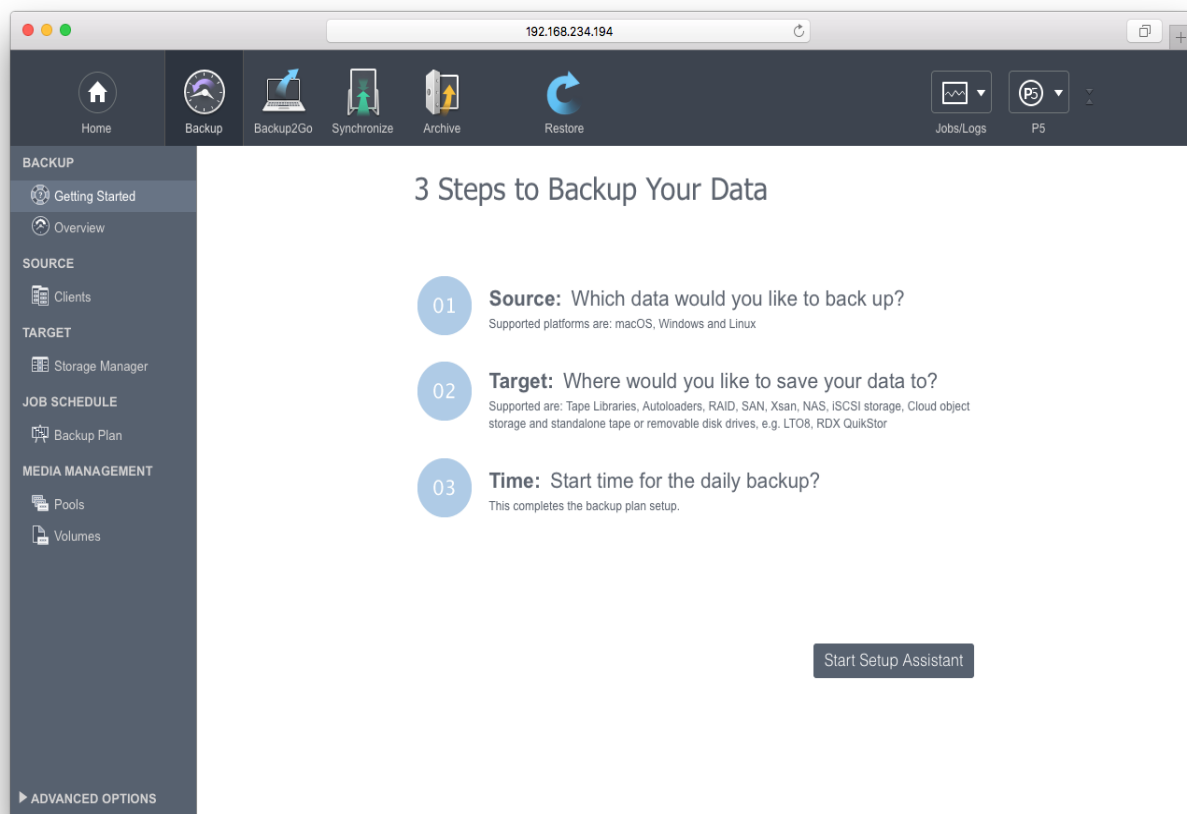 192.168.234.194
Home
Backup
Backup2Go
Synchronize
Archive
Restore
Jobs/Logs
P5
P5
BACKUP
Getting Started
Overview
SOURCE
Clients
TARGET
Storage Manager
JOB SCHEDULE
Backup Plan
MEDIA MANAGEMENT
Pools
Volumes
ADVANCED OPTIONS
3 Steps to Backup Your Data
01
Source: Which data would you like to back up?
Supported platforms are: macOS, Windows and Linux
02
Target: Where would you like to save your data to?
Supported are: Tape Libraries, Autoloaders, RAID, SAN, Xsan, NAS, iSCSI storage, Cloud object
storage and standalone tape or removable disk drives, e.g. LTO8, RDX QuikStor
03
Time: Start time for the daily backup?
This completes the backup plan setup.
Start Setup Assistant